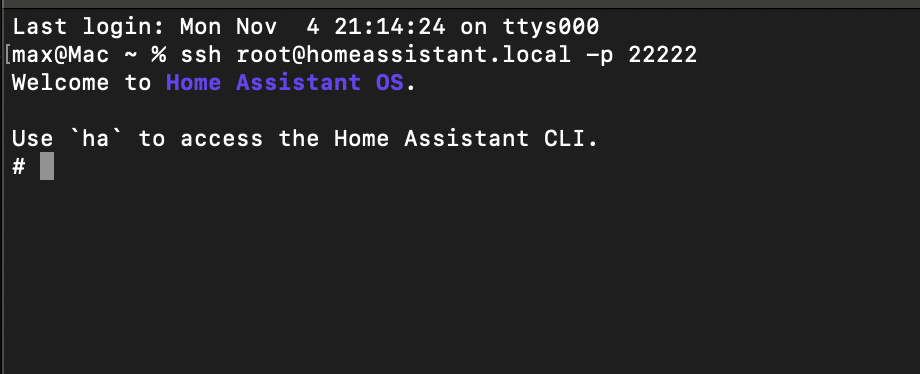 Last login: Mon Nov  4 21:14:24 on ttys000
[max@Mac ~ % ssh root@homeassistant.local -p 22222
Welcome to Home Assistant OS.

Use `ha` to access the Home Assistant CLI.
#